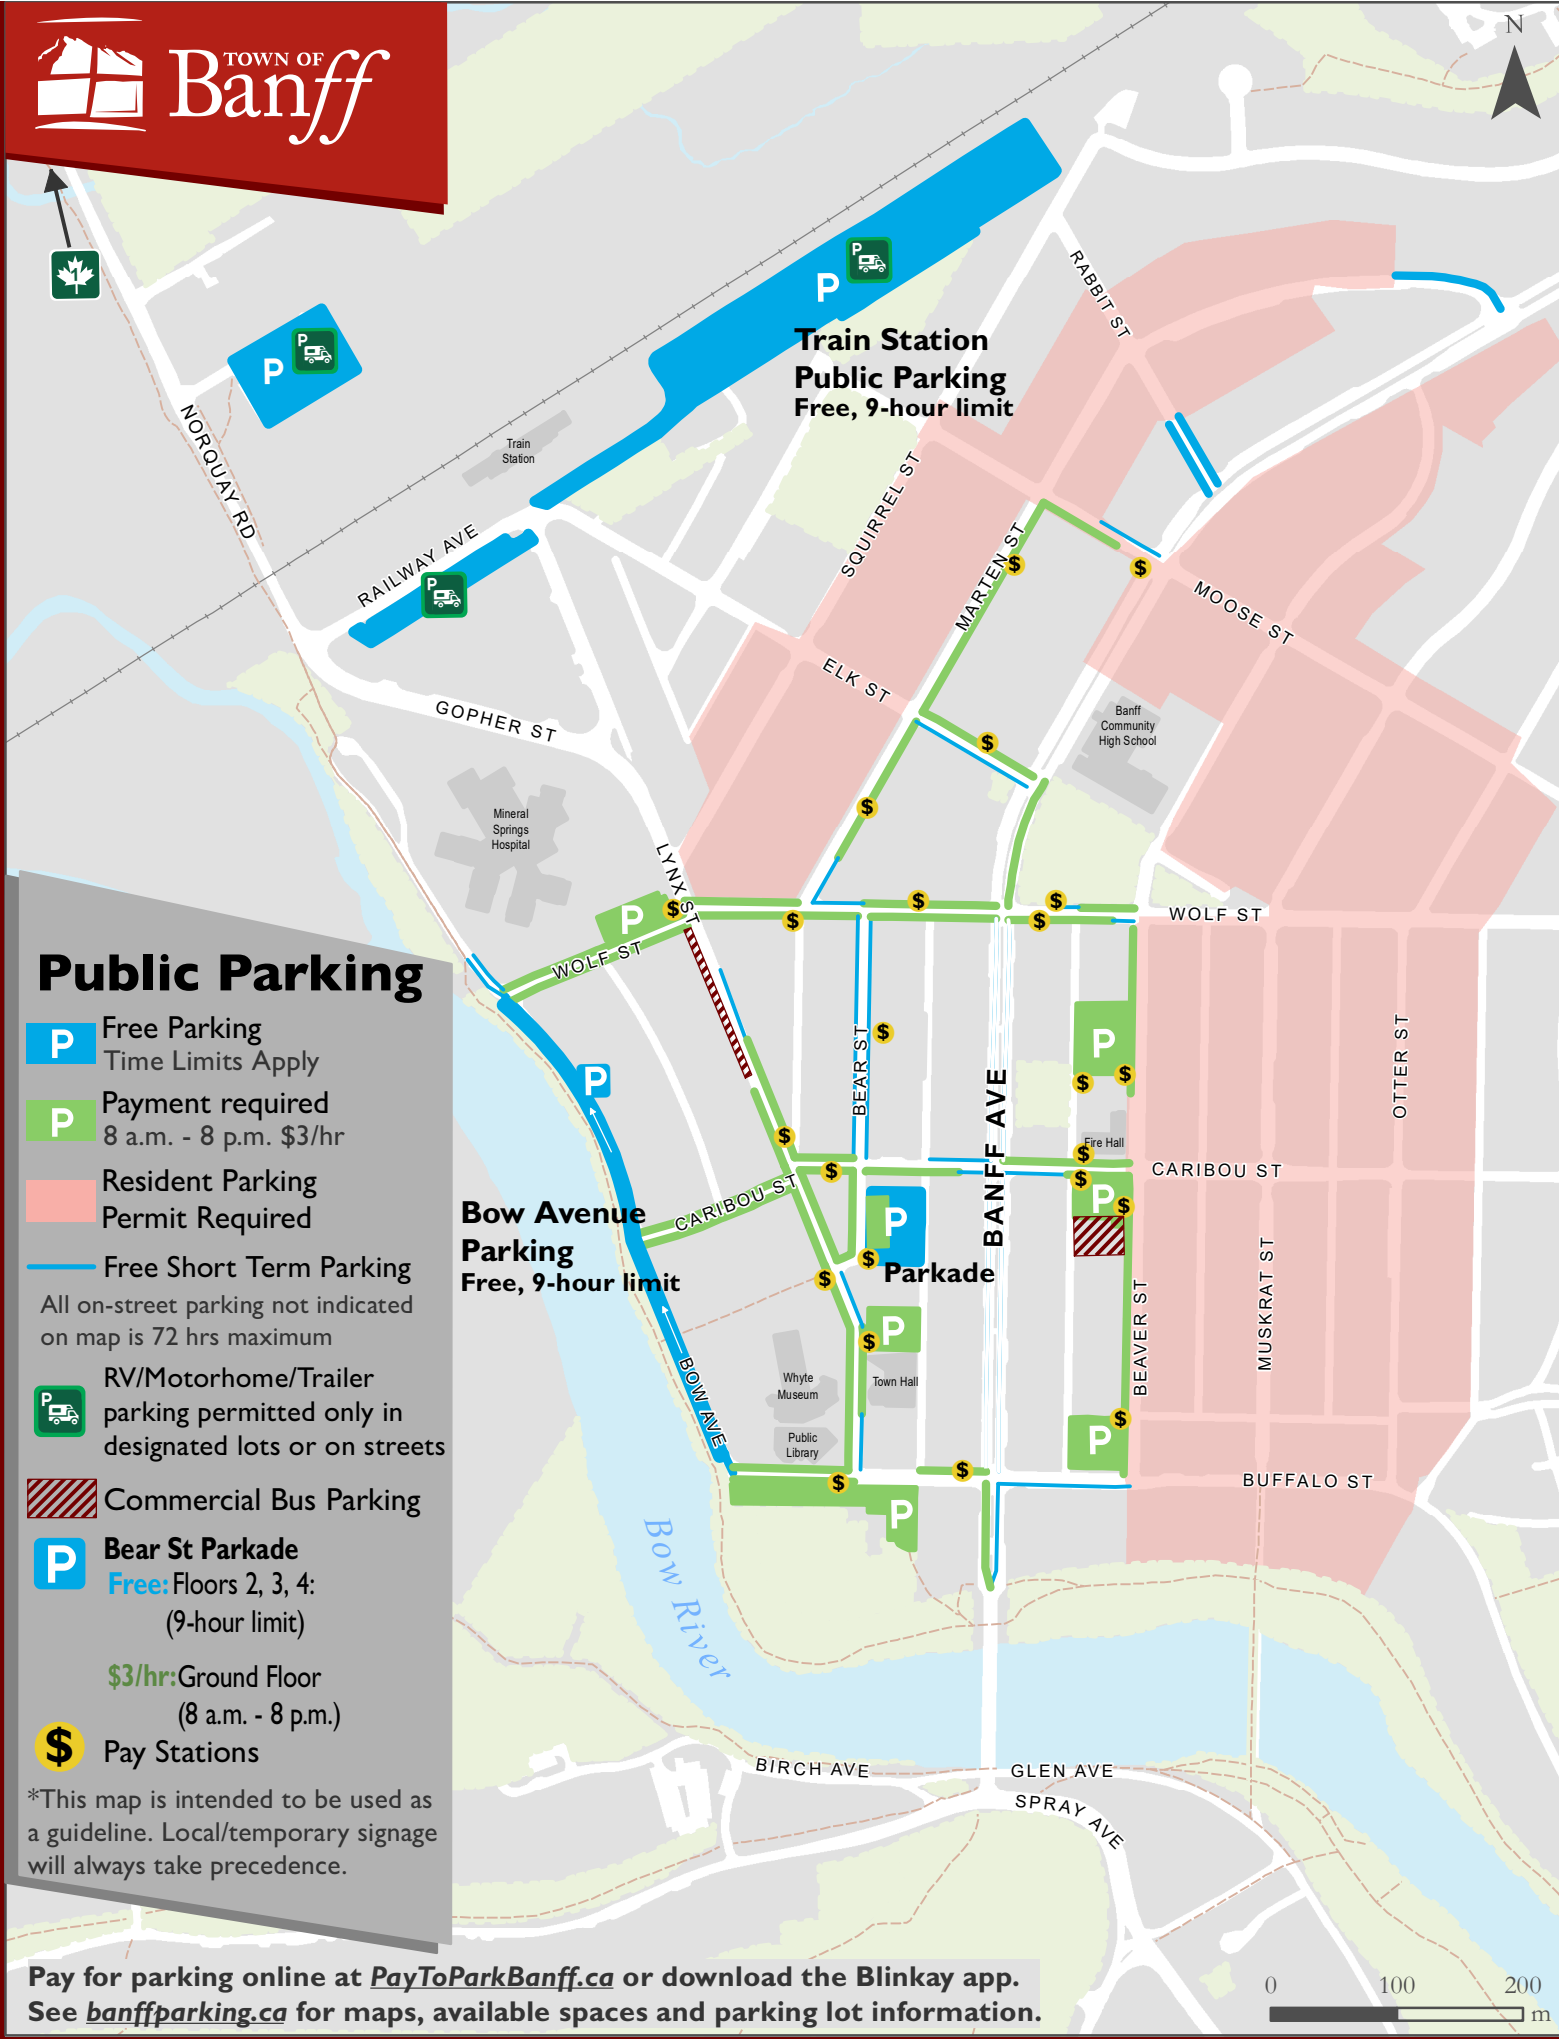 TOWN OF
Banff
N
1
P
P
P
P
P
Train Station
Public Parking
Free, 9-hour limit
RABBIT ST
NORQUAY RD
Train
Station
RAILWAY AVE
P
SQUIRREL ST
MARTEN ST
$
$
MOOSE ST
ELK ST
GOPHER ST
Banff
Community
High School
$
$
Mineral
Springs
Hospital
LYNX ST
P
$
$
$
$
$
WOLF ST
WOLF ST
BEAR ST
$
P
$
$
OTTER ST
P
BANFF AVE
$
Fire Hall
$
$
CARIBOU ST
$
P
$
CARIBOU ST
Bow Avenue
Parking
Free, 9-hour limit
P
$
Parkade
$
MUSKRAT ST
BEAVER ST
P
$
Whyte
Museum
Town Hall
BOW AVE
Public
Library
P
$
$
$
BUFFALO ST
P
Bow River
BIRCH AVE
GLEN AVE
SPRAY AVE
Public Parking
P
Free Parking
Time Limits Apply
P
Payment required
8 a.m. - 8 p.m. $3/hr
Resident Parking
Permit Required
Free Short Term Parking
All on-street parking not indicated
on map is 72 hrs maximum
P
RV/Motorhome/Trailer
parking permitted only in
designated lots or on streets
Commercial Bus Parking
P
Bear St Parkade
Free: Floors 2, 3, 4:
(9-hour limit)
$3/hr: Ground Floor
(8 a.m. - 8 p.m.)
$
Pay Stations
*This map is intended to be used as
a guideline. Local/temporary signage
will always take precedence.
Pay for parking online at PayToParkBanff.ca or download the Blinkay app.
See banffparking.ca for maps, available spaces and parking lot information.
0 100 200
m